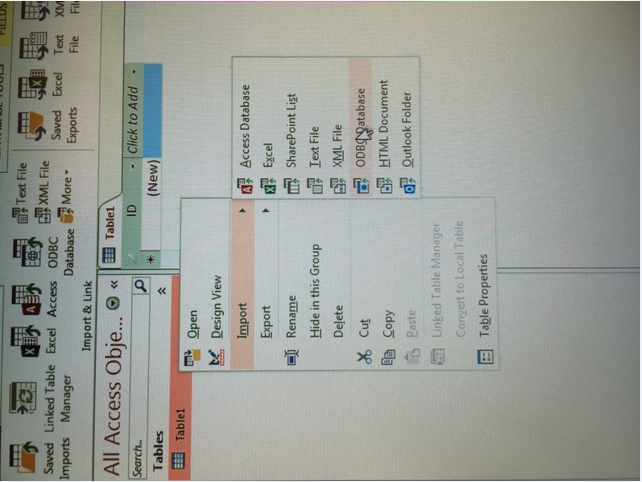 FIELDS
Saved
Imports
Linked Table
Manager
Excel
Access
ODBC
Database
Text File
XML File
More
Import & Link
Saved
Exports
Excel
Text
File
XM
Fil
All Access Obje...
Search...
Tables
Table1
Table1
ID
Click to Add
(New)
Open
Design View
Import
Export
Rename
Hide in this Group
Delete
Cut
Copy
Paste
Linked Table Manager
Convert to Local Table
Table Properties
Access Database
Excel
SharePoint List
Text File
XML File
ODBC Database
HTML Document
Outlook Folder